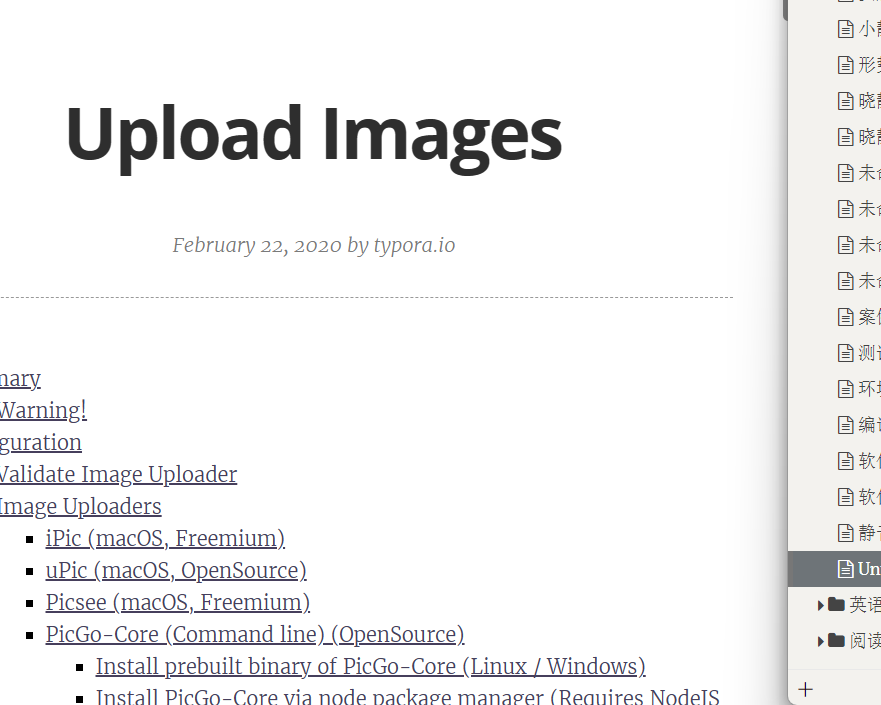 Upload Images
February 22, 2020 by typora.io
Warning!
Validate Image Uploader
Image Uploaders
iPic (macOS, Freemium)
uPic (macOS, OpenSource)
Picsee (macOS, Freemium)
PicGo-Core (Command line) (OpenSource)
Install prebuilt binary of PicGo-Core (Linux / Windows)
Install PicGo-Core via node package manager (Requires NodeJS
小
形
晓
晓
未
未
未
未
案
测
环
编
软
软
静
Un
英语
阅读
+